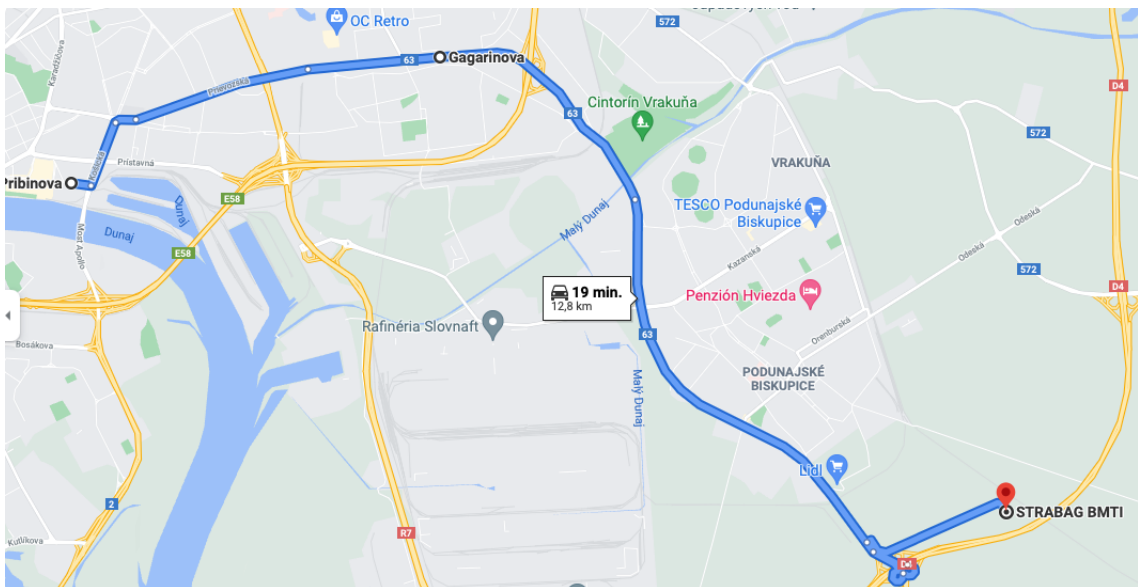 572
OC Retro
Karadžičova
Gagarinova
63
Prievozská
D4
63
Cintorín Vrakuňa
572
Prístavná
Košická
VRAKUŇA
Pribinova
E58
Dunaj
Malý Dunaj
TESCO Podunajské
Biskupice
Odeská
Dunaj
Most Apollo
E58
Kazanská
Odeská
572
19 min.
12,8 km
Penzión Hviezda
D4
Rafinéria Slovnaft
63
Orenburská
Bosákova
Malý Dunaj
PODUNAJSKÉ
BISKUPICE
Lidl
2
STRABAG BMTI
R7
Kutlíkova
D4